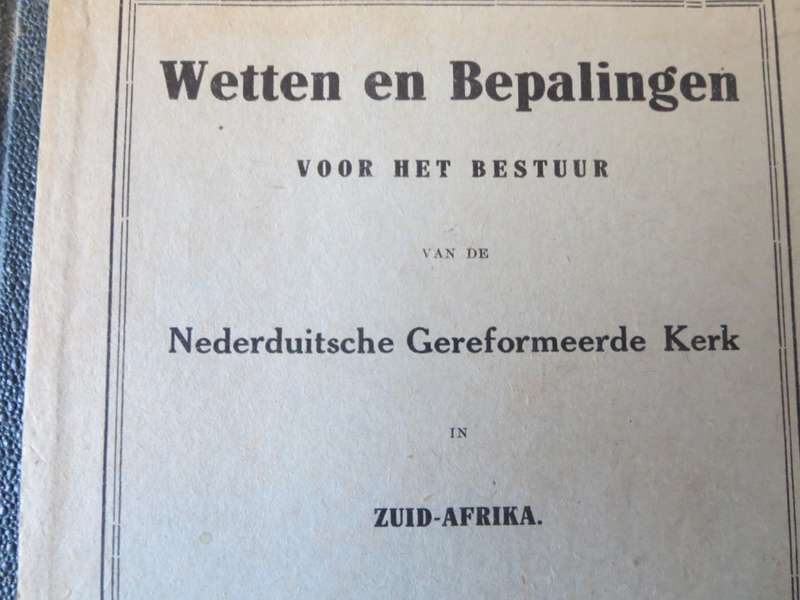 Wetten en Bepalingen
VOOR HET BESTUUR
VAN DE
Nederduitsche Gereformeerde Kerk
IN
ZUID-AFRIKA.